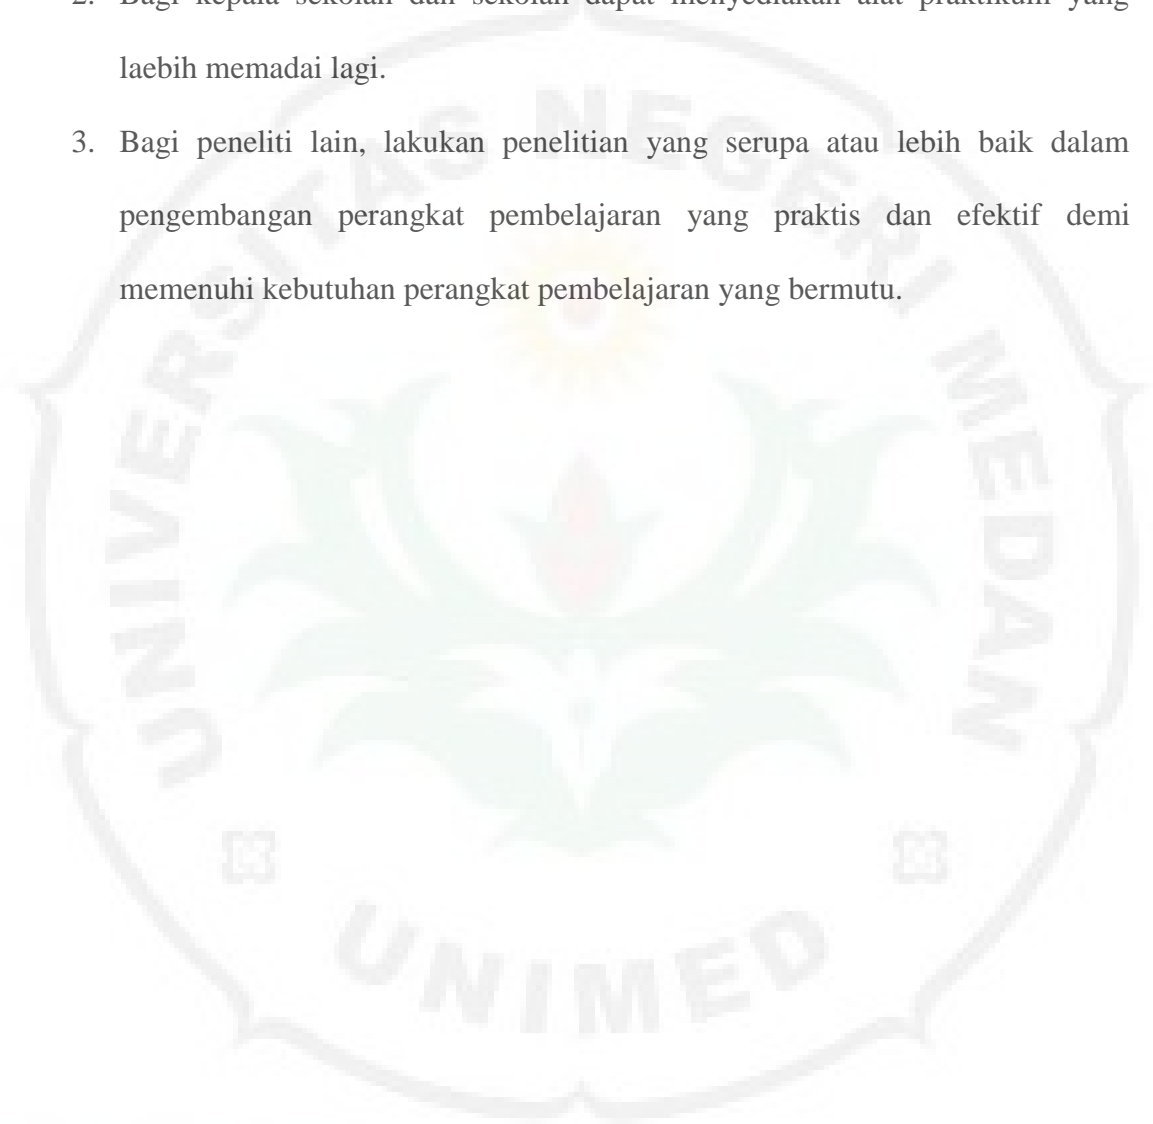 2. Bagi kepala sekolah dan sekolah dapat menyediakan alat praktikum yang
laebih memadai lagi.
3. Bagi peneliti lain, lakukan penelitian yang serupa atau lebih baik dalam
pengembangan perangkat pembelajaran yang praktis dan efektif demi
memenuhi kebutuhan perangkat pembelajaran yang bermutu.
UNIVERSITAS NEGERI MEDAN
UNIMED